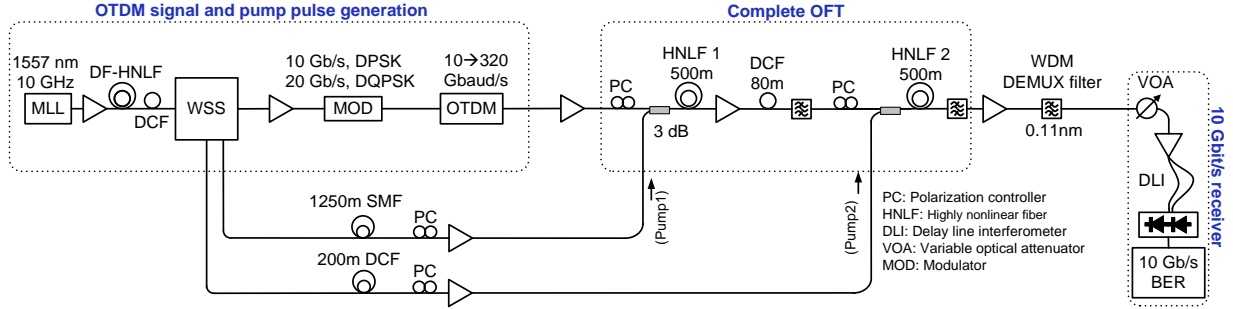 OTDM signal and pump pulse generation
Complete OFT
1557 nm
10 GHz
MLL
DF-HNLF
DCF
WSS
10 Gb/s, DPSK
20 Gb/s, DQPSK
MOD
10→320
Gbaud/s
OTDM
PC
3 dB
HNLF 1
500m
DCF
80m
PC
HNLF 2
500m
WDM
DEMUX filter
0.11nm
VOA
DLI
10 Gb/s
BER
10 Gbit/s receiver
1250m SMF
PC
(Pump1)
200m DCF
PC
(Pump2)
PC: Polarization controller
HNLF: Highly nonlinear fiber
DLI: Delay line interferometer
VOA: Variable optical attenuator
MOD: Modulator